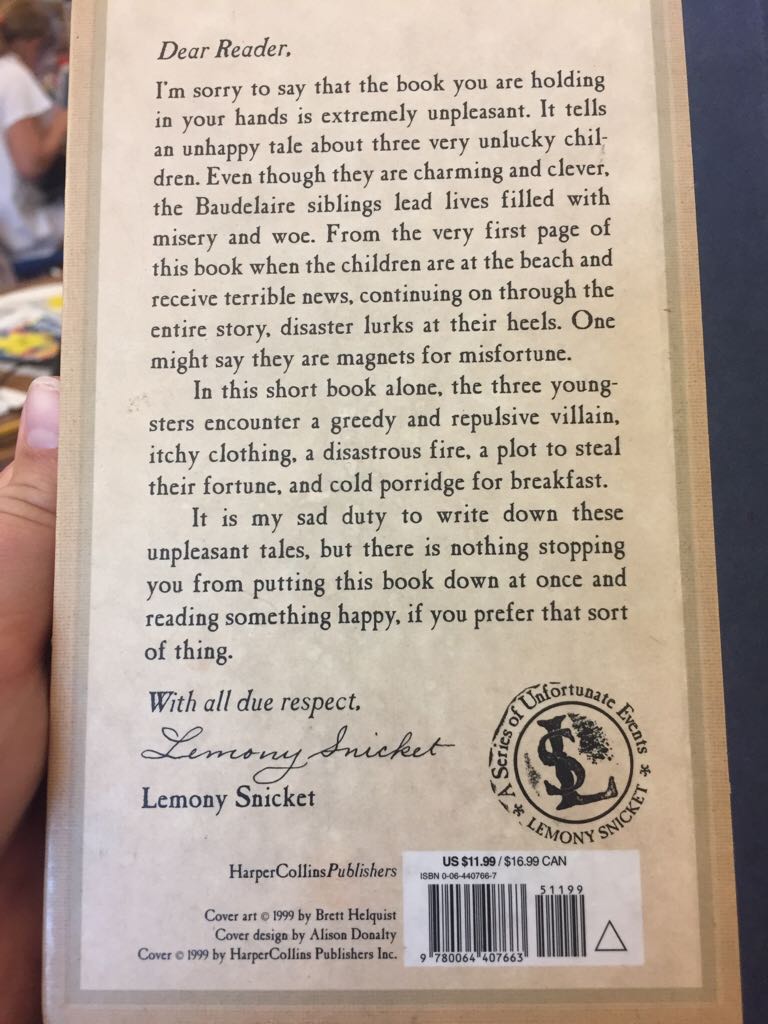 Dear Reader,
I'm sorry to say that the book you are holding
in your hands is extremely unpleasant. It tells
an unhappy tale about three very unlucky chil-
dren. Even though they are charming and clever,
the Baudelaire siblings lead lives filled with
misery and woe. From the very first page of
this book when the children are at the beach and
receive terrible news, continuing on through the
entire story, disaster lurks at their heels. One
might say they are magnets for misfortune.
In this short book alone, the three young-
sters encounter a greedy and repulsive villain,
itchy clothing, a disastrous fire, a plot to steal
their fortune, and cold porridge for breakfast.
It is my sad duty to write down these
unpleasant tales, but there is nothing stopping
you from putting this book down at once and
reading something happy, if you prefer that sort
of thing.
With all due respect,
Lemony Snicket
Lemony Snicket
* A Series of Unfortunate Events *
LS
LEMONY SNICKET
HarperCollinsPublishers
Cover art © 1999 by Brett Helquist
Cover design by Alison Donalty
Cover © 1999 by HarperCollins Publishers Inc.
US $11.99 / $16.99 CAN
ISBN 0-06-440766-7
51199
9 780064 407663